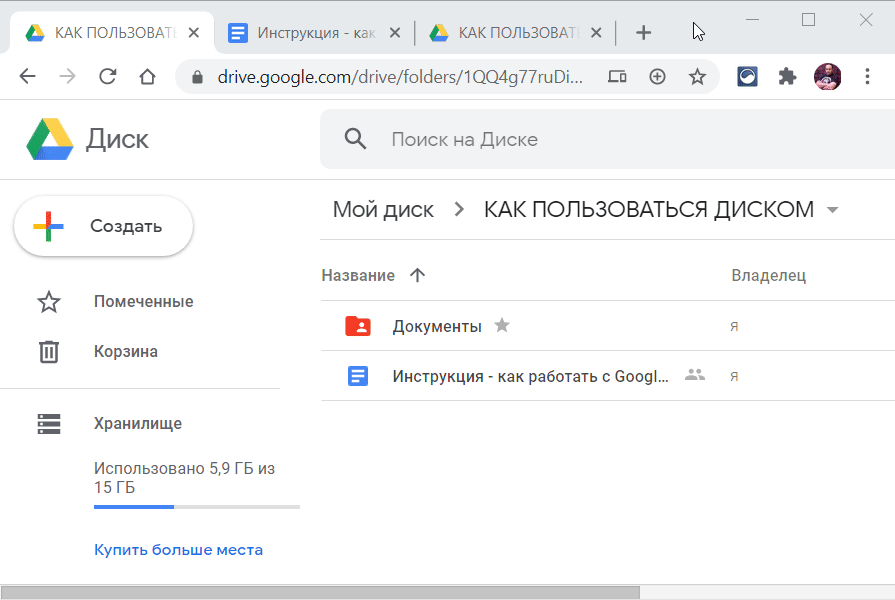 КАК ПОЛЬЗОВАТЬ
Инструкция - как
КАК ПОЛЬЗОВАТЬ
drive.google.com/drive/folders/1QQ4g77ruDi...
Диск
Поиск на Диске
Создать
Мой диск > КАК ПОЛЬЗОВАТЬСЯ ДИСКОМ
Название
Владелец
Помеченные
Документы
я
Корзина
Инструкция - как работать с Googl...
я
Хранилище
Использовано 5,9 ГБ из
15 ГБ
Купить больше места